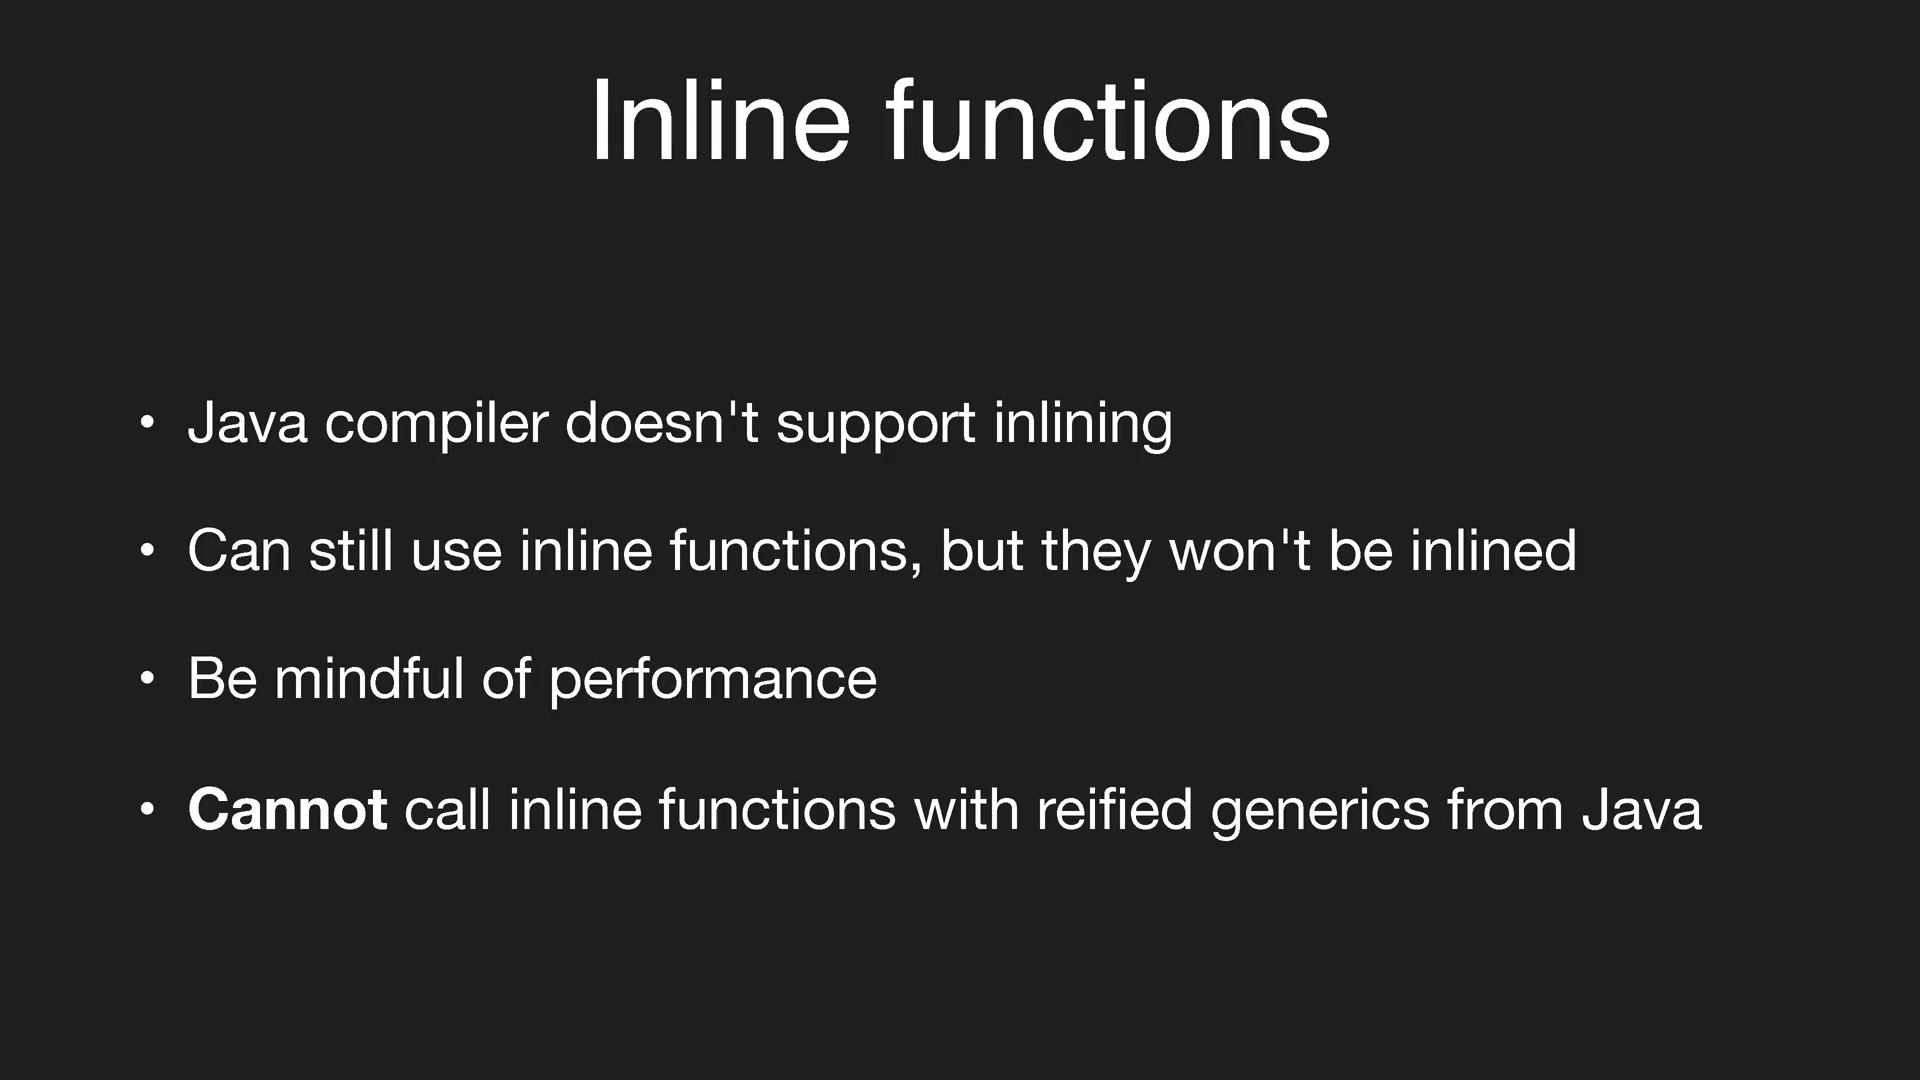 Inline functions
• Java compiler doesn't support inlining
• Can still use inline functions, but they won't be inlined
• Be mindful of performance
• Cannot call inline functions with reified generics from Java